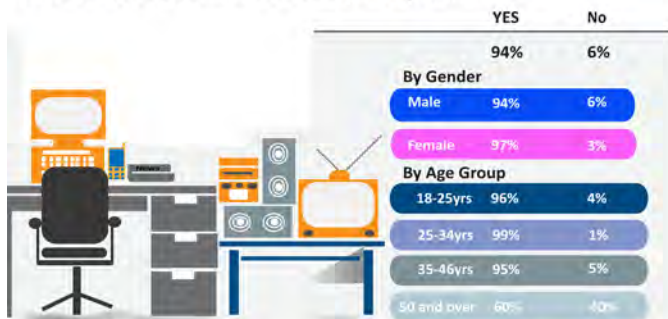 YES No
94% 6%
By Gender
Male 94% 6%
Female 97% 3%
By Age Group
18-25yrs 96% 4%
25-34yrs 99% 1%
35-46yrs 95% 5%
50 and over 60% 40%
News